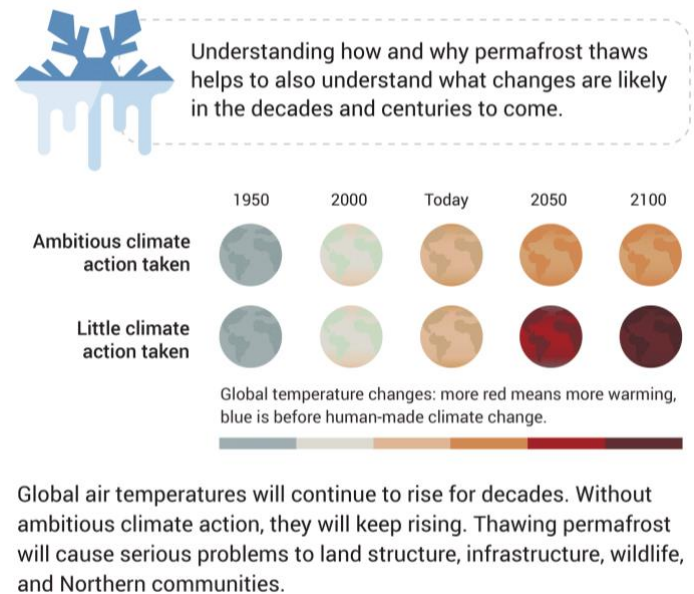 Understanding how and why permafrost thaws
helps to also understand what changes are likely
in the decades and centuries to come.
1950 2000 Today 2050 2100
Ambitious climate
action taken
Little climate
action taken
Global temperature changes: more red means more warming,
blue is before human-made climate change.
Global air temperatures will continue to rise for decades. Without
ambitious climate action, they will keep rising. Thawing permafrost
will cause serious problems to land structure, infrastructure, wildlife,
and Northern communities.